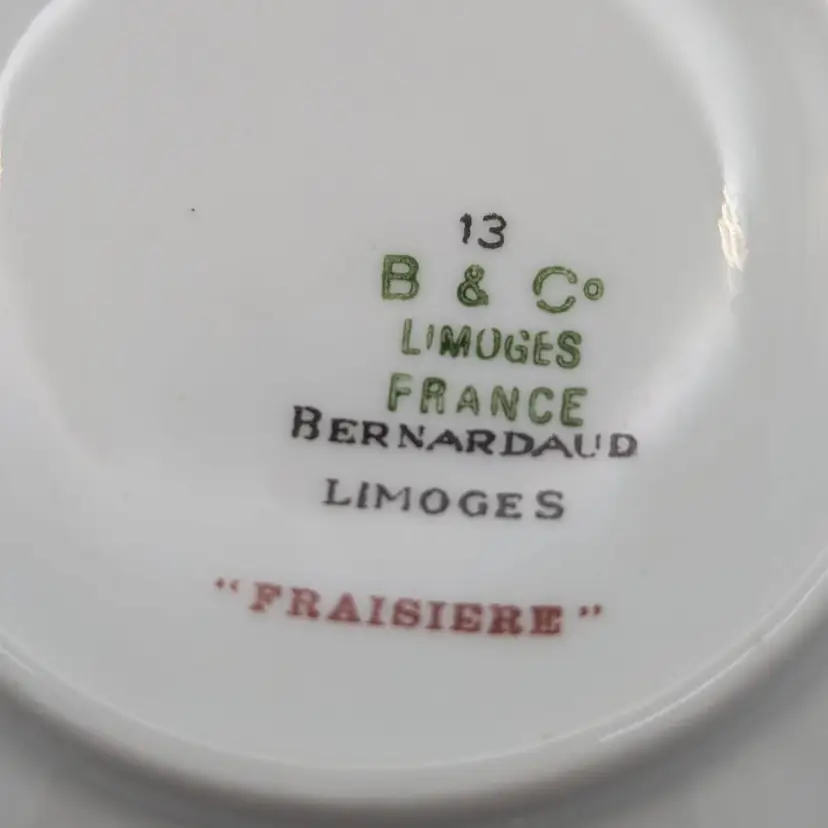 13
B & Co
LIMOGES
FRANCE
BERNARDAUD
LIMOGES
"FRAISIERE"